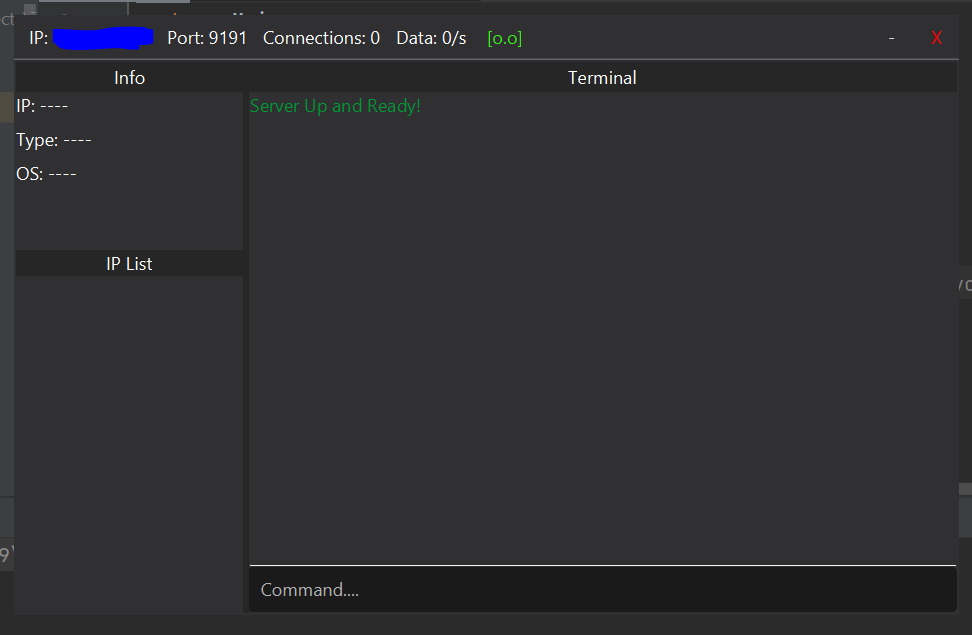 IP: Port: 9191 Connections: 0 Data: 0/s [o.o] - X
Info
Terminal
IP: ----
Type: ----
OS: ----
Server Up and Ready!
IP List
Command....